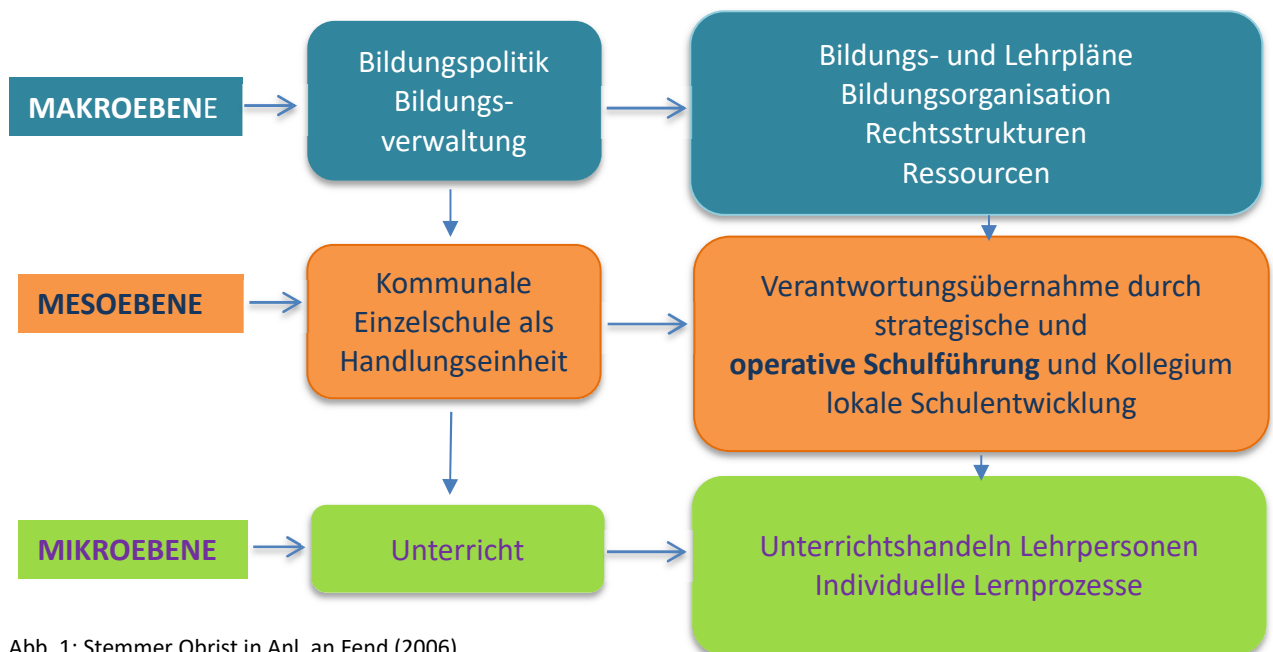 MAKROEBENE
Bildungspolitik
Bildungs-
verwaltung
Bildungs- und Lehrpläne
Bildungsorganisation
Rechtsstrukturen
Ressourcen
MESOEBENE
Kommunale
Einzelschule als
Handlungseinheit
Verantwortungsübernahme durch
strategische und
operative Schulführung und Kollegium
lokale Schulentwicklung
MIKROEBENE
Unterricht
Unterrichtshandeln Lehrpersonen
Individuelle Lernprozesse
Abb. 1: Stemmer Obrist in Anl. an Fend (2006)